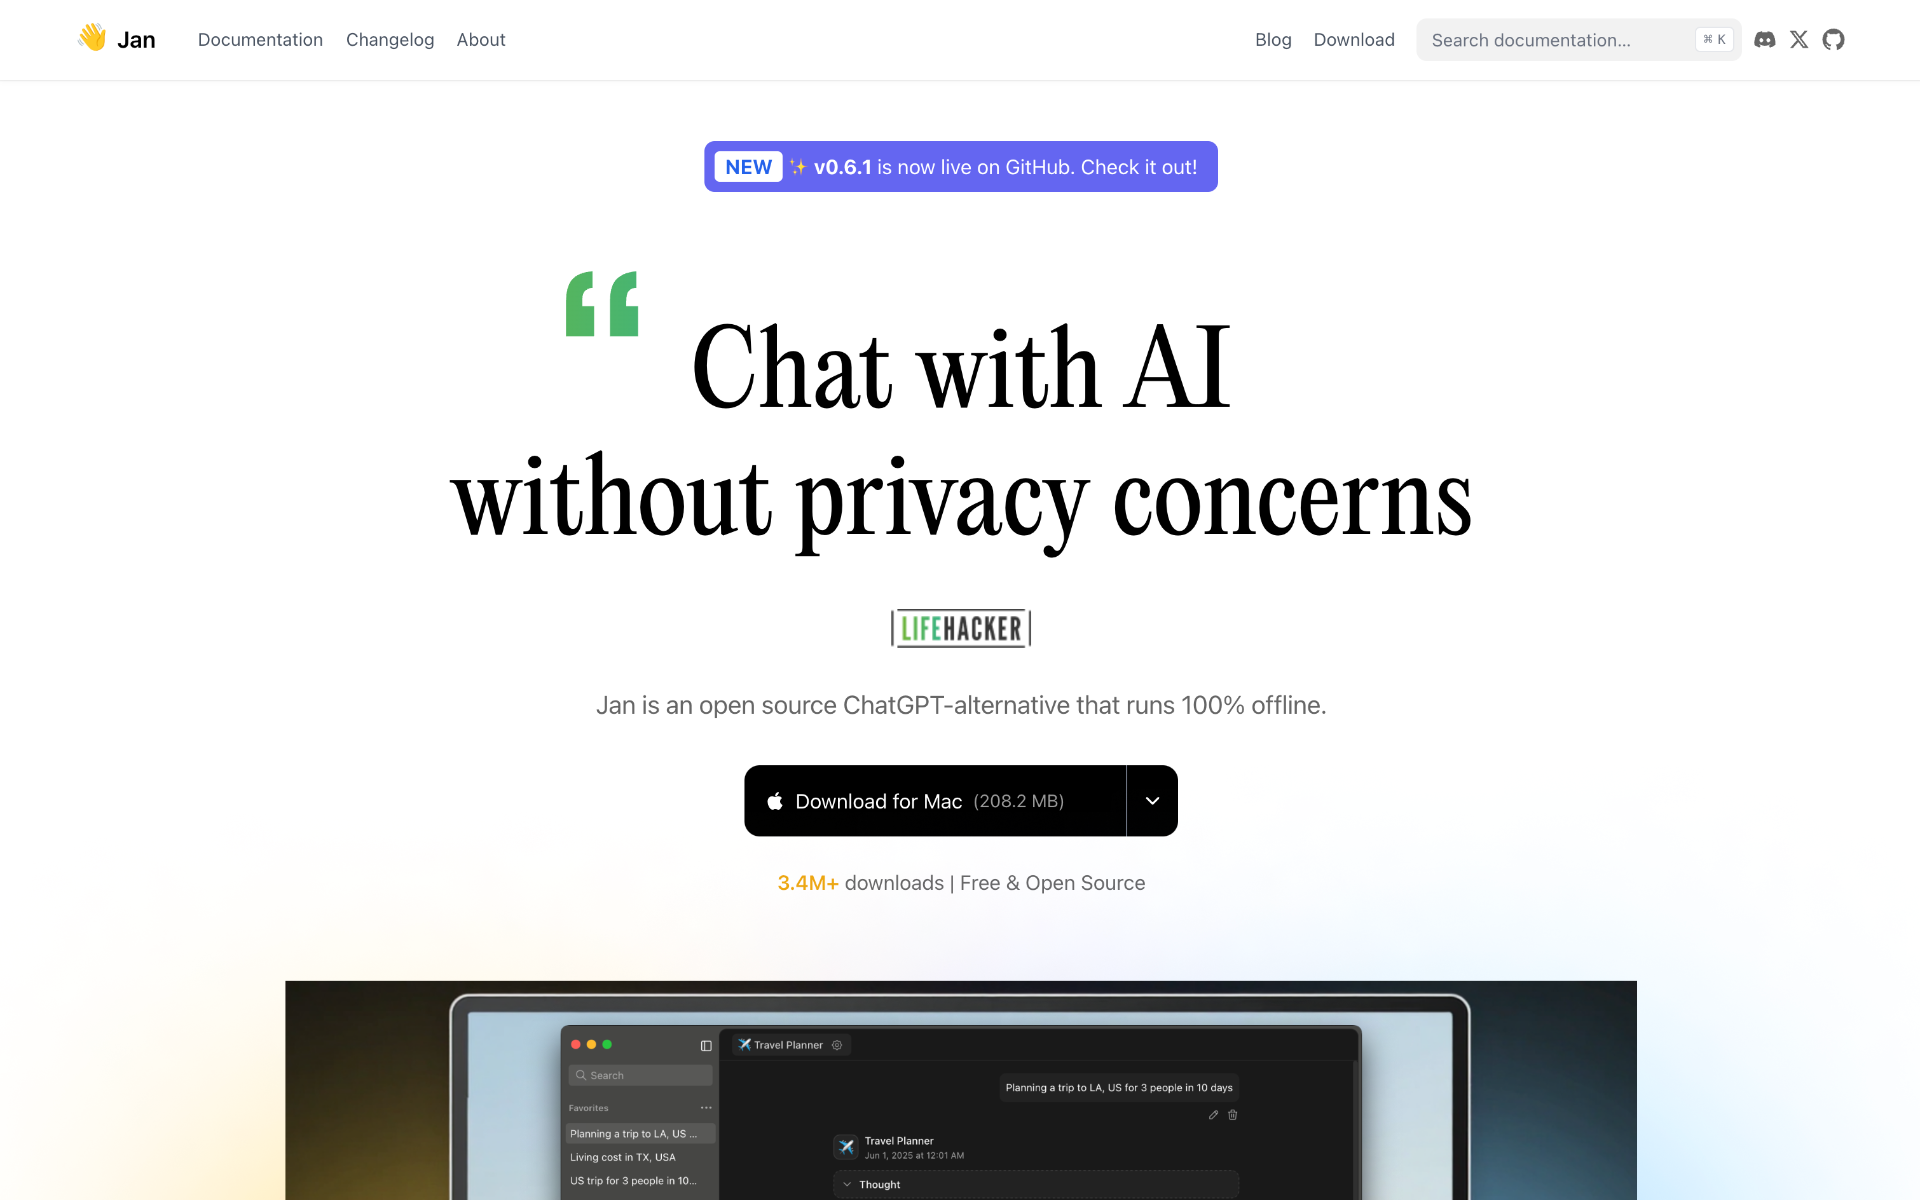 Jan
Documentation Changelog About
Blog Download Search documentation... ⌘ K
NEW ✨ v0.6.1 is now live on GitHub. Check it out!
“ Chat with AI
without privacy concerns
LIFEHACKER
Jan is an open source ChatGPT-alternative that runs 100% offline.
Download for Mac (208.2 MB)
3.4M+ downloads | Free & Open Source
Travel Planner
Search
Planning a trip to LA, US for 3 people in 10 days
Favorites
Planning a trip to LA, US ...
Travel Planner
Jun 1, 2025 at 12:01 AM
Living cost in TX, USA
US trip for 3 people in 10...
Thought